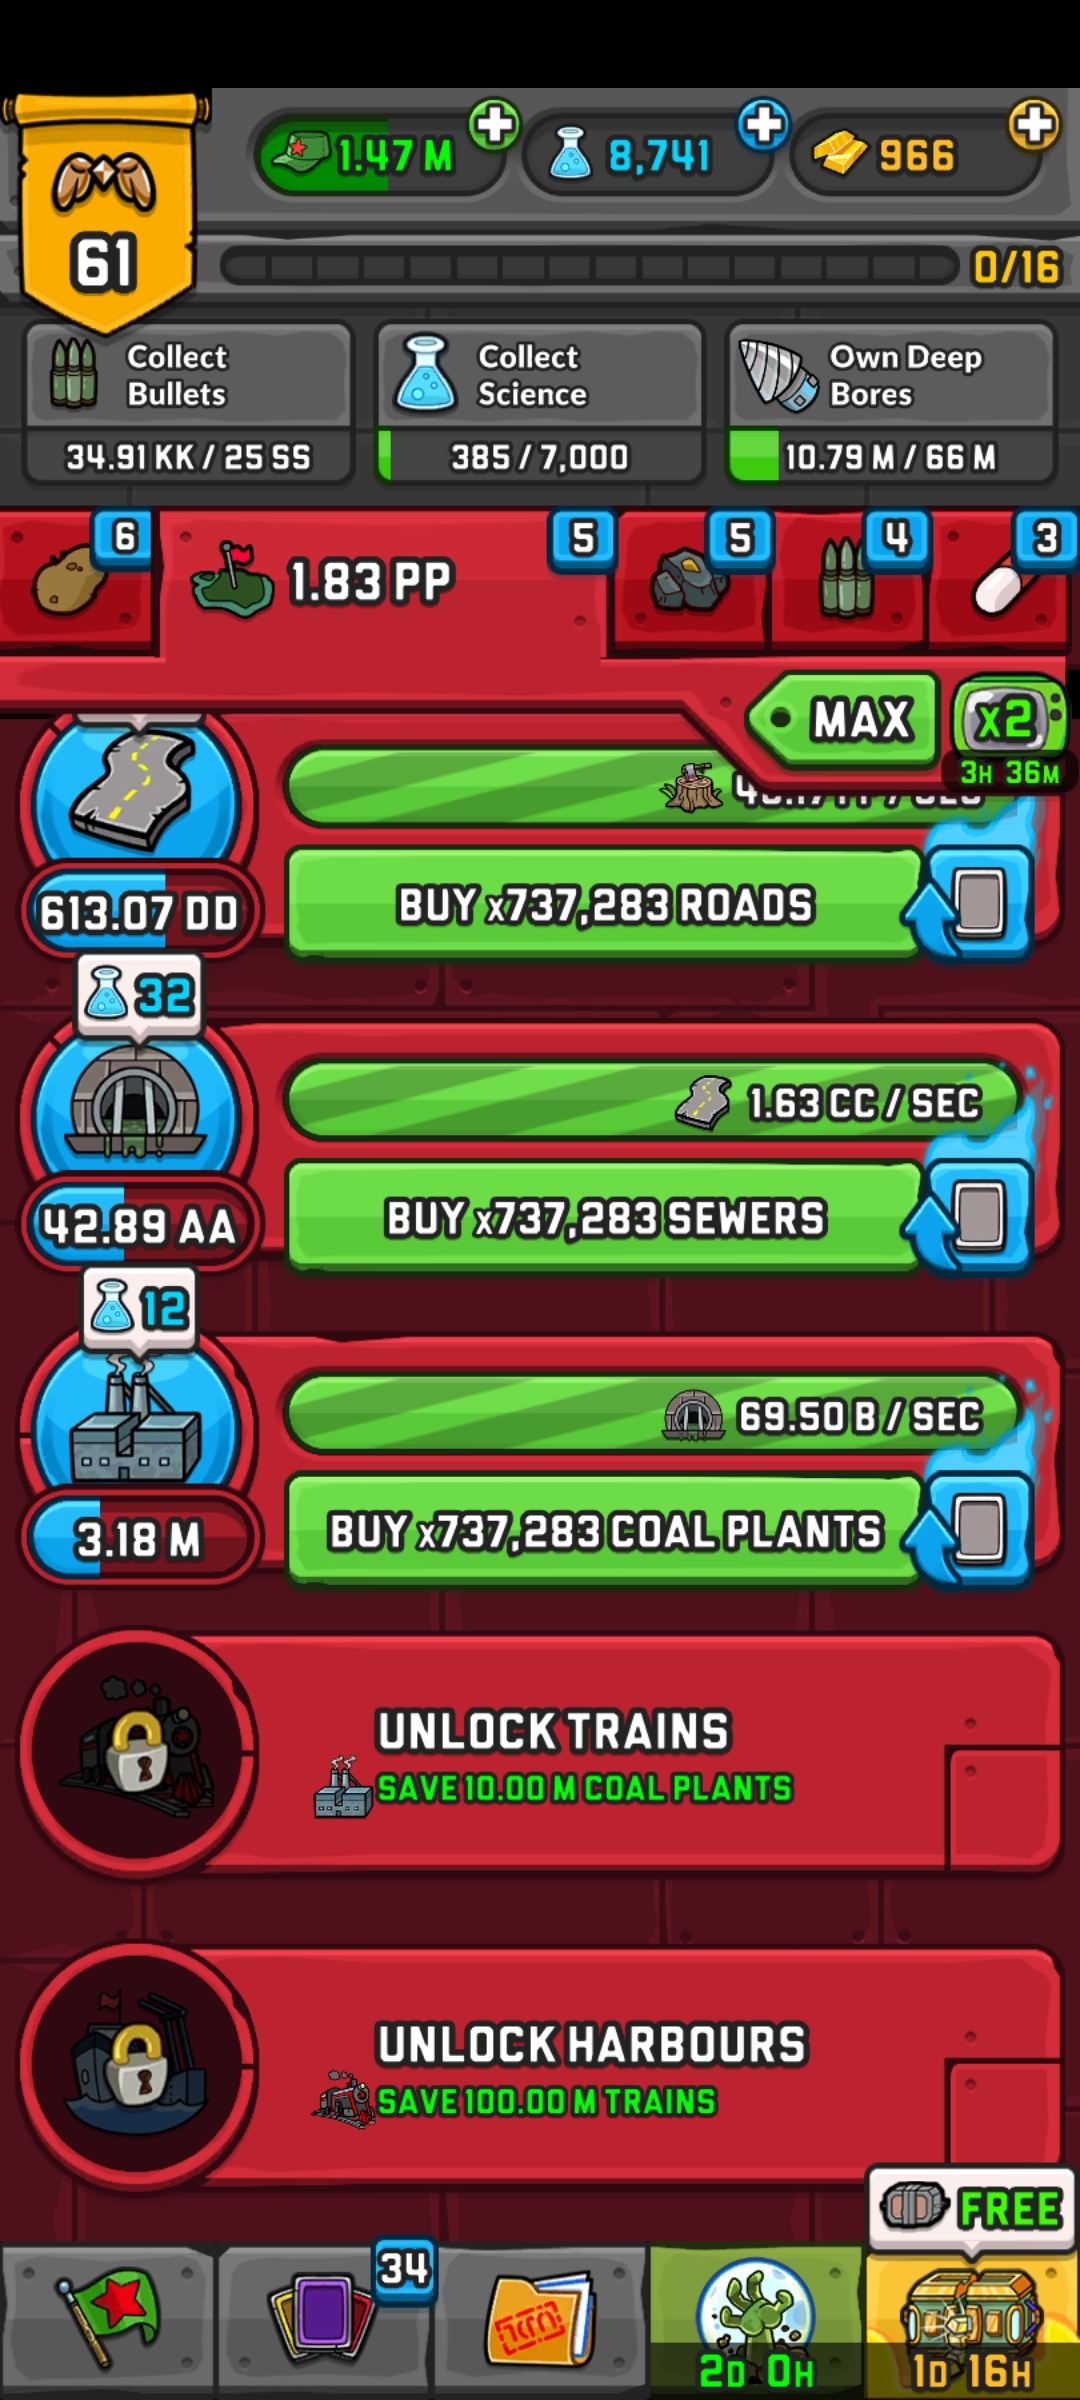 1.47 M
8,741
966
61
0/16
Collect
Bullets
34.91 KK / 25 SS
Collect
Science
385 / 7,000
Own Deep
Bores
10.79 M / 66 M
6
1.83 PP
5
5
4
3
MAX
x2
3H 36M
BUY x737,283 ROADS
613.07 DD
32
1.63 CC / SEC
BUY x737,283 SEWERS
42.89 AA
12
69.50 B / SEC
BUY x737,283 COAL PLANTS
3.18 M
UNLOCK TRAINS
SAVE 10.00 M COAL PLANTS
UNLOCK HARBOURS
SAVE 100.00 M TRAINS
FREE
34
2D 0H
1D 16H